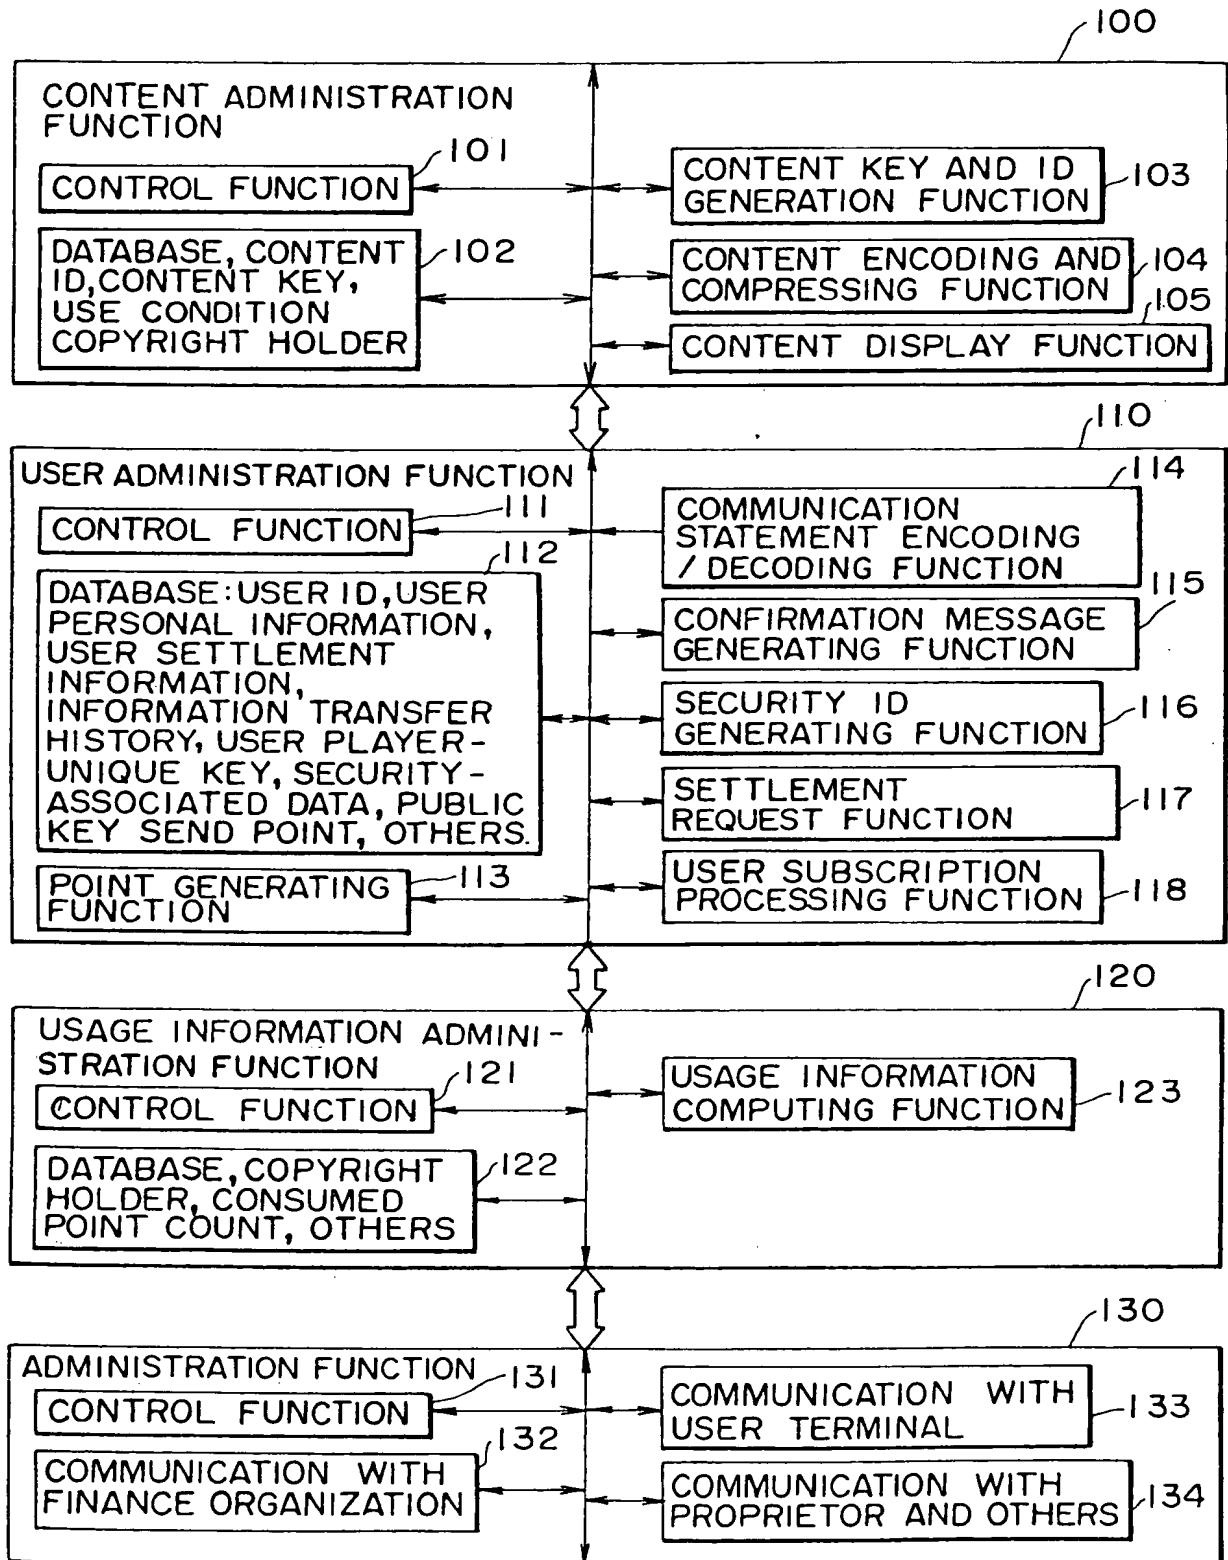 100
CONTENT ADMINISTRATION
FUNCTION
101
CONTROL FUNCTION
DATABASE, CONTENT
ID, CONTENT KEY,
USE CONDITION
COPYRIGHT HOLDER
102
CONTENT KEY AND ID
GENERATION FUNCTION
103
CONTENT ENCODING AND
COMPRESSING FUNCTION
104
105
CONTENT DISPLAY FUNCTION
110
USER ADMINISTRATION FUNCTION
111
CONTROL FUNCTION
112
DATABASE: USER ID, USER
PERSONAL INFORMATION,
USER SETTLEMENT
INFORMATION,
INFORMATION TRANSFER
HISTORY, USER PLAYER-
UNIQUE KEY, SECURITY-
ASSOCIATED DATA, PUBLIC
KEY SEND POINT, OTHERS.
POINT GENERATING
FUNCTION
113
114
COMMUNICATION
STATEMENT ENCODING
/ DECODING FUNCTION
115
CONFIRMATION MESSAGE
GENERATING FUNCTION
SECURITY ID
GENERATING FUNCTION
116
SETTLEMENT
REQUEST FUNCTION
117
USER SUBSCRIPTION
PROCESSING FUNCTION
118
120
USAGE INFORMATION ADMINI-
STRATION FUNCTION
121
CONTROL FUNCTION
DATABASE, COPYRIGHT
HOLDER, CONSUMED
POINT COUNT, OTHERS
122
USAGE INFORMATION
COMPUTING FUNCTION
123
130
ADMINISTRATION FUNCTION
131
CONTROL FUNCTION
132
COMMUNICATION WITH
FINANCE ORGANIZATION
COMMUNICATION WITH
USER TERMINAL
133
COMMUNICATION WITH
PROPRIETOR AND OTHERS
134